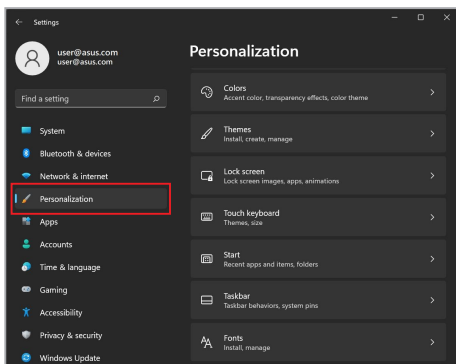 Settings
user@asus.com
user@asus.com
Find a setting
System
Bluetooth & devices
Network & internet
Personalization
Apps
Accounts
Time & language
Gaming
Accessibility
Privacy & security
Windows Update
Personalization
Colors
Accent color, transparency effects, color theme
Themes
Install, create, manage
Lock screen
Lock screen images, apps, animations
Touch keyboard
Themes, size
Start
Recent apps and items, folders
Taskbar
Taskbar behaviors, system pins
Fonts
Install, manage